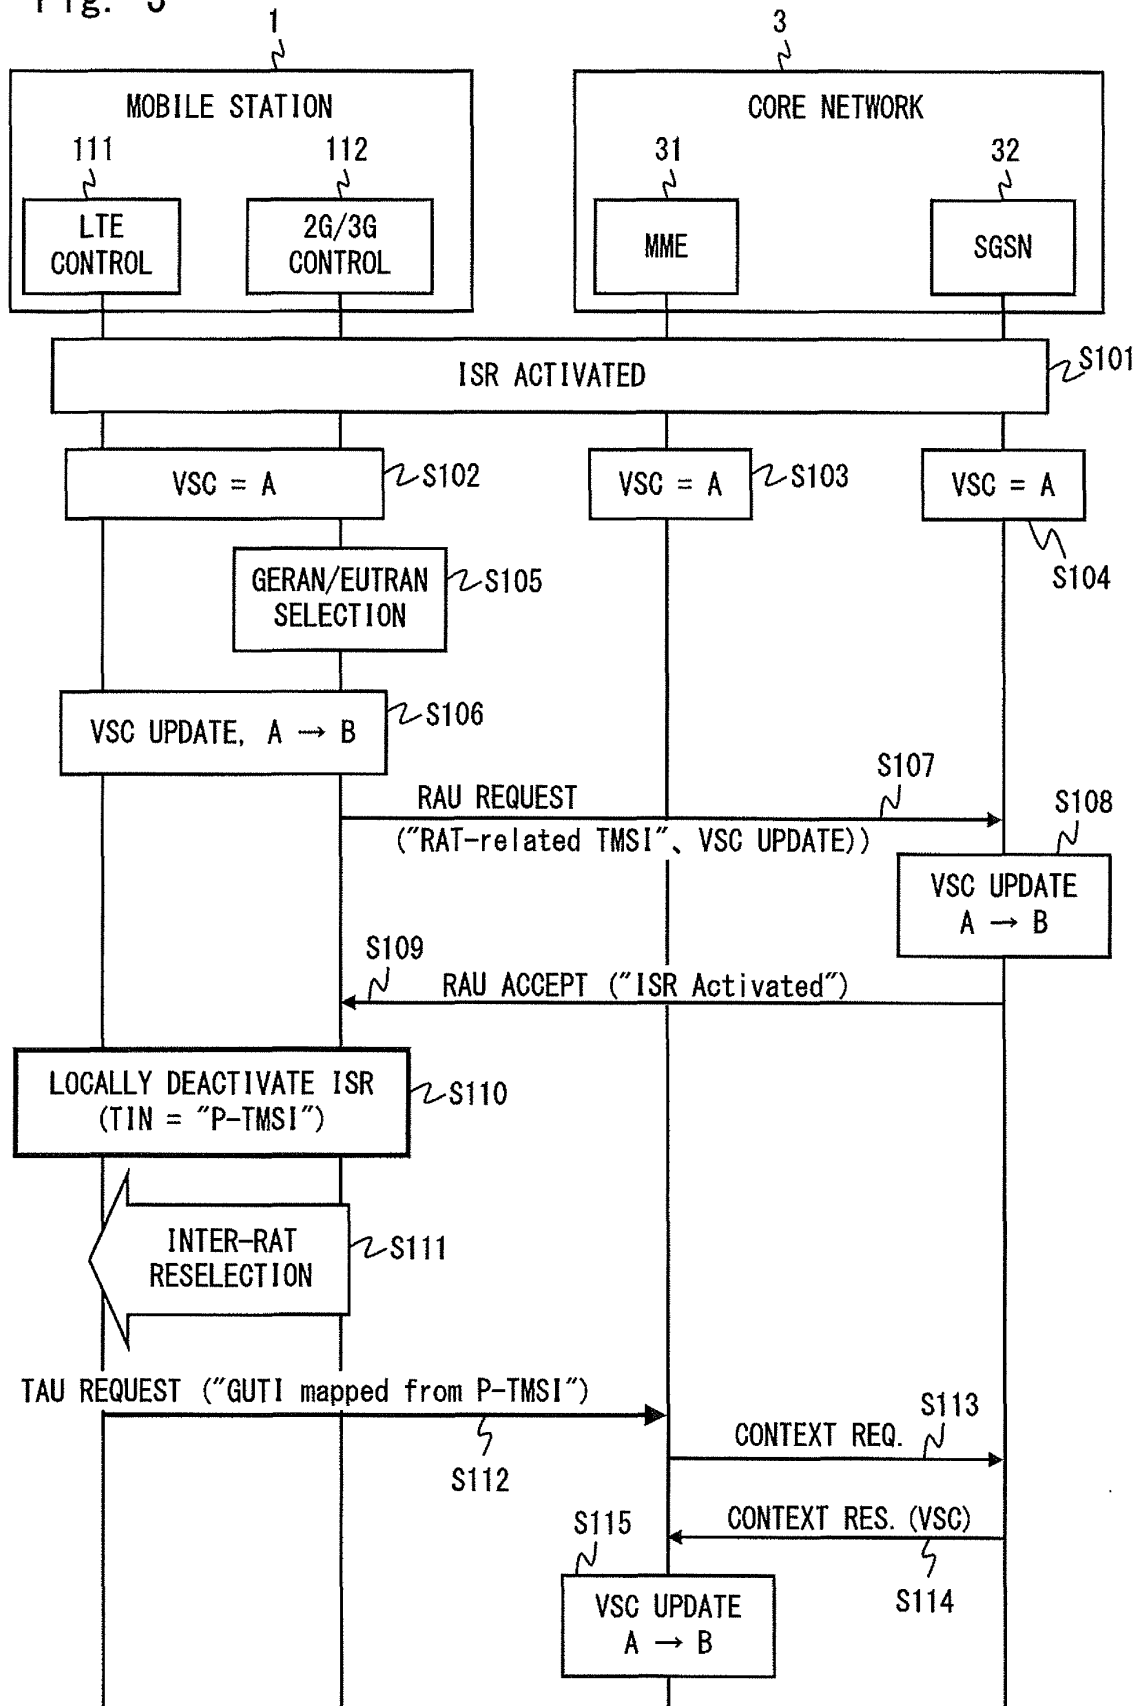 Fig. 3
1
3
MOBILE STATION
CORE NETWORK
111
112
31
32
LTE
CONTROL
2G/3G
CONTROL
MME
SGSN
ISR ACTIVATED
S101
VSC = A
S102
VSC = A
S103
VSC = A
S104
GERAN/EUTRAN
SELECTION
S105
VSC UPDATE, A → B
S106
S107
RAU REQUEST
("RAT-related TMSI"、VSC UPDATE))
S108
VSC UPDATE
A → B
S109
RAU ACCEPT ("ISR Activated")
LOCALLY DEACTIVATE ISR
(TIN = "P-TMSI")
S110
INTER-RAT
RESELECTION
S111
TAU REQUEST ("GUTI mapped from P-TMSI")
S112
S113
CONTEXT REQ.
CONTEXT RES. (VSC)
S114
S115
VSC UPDATE
A → B